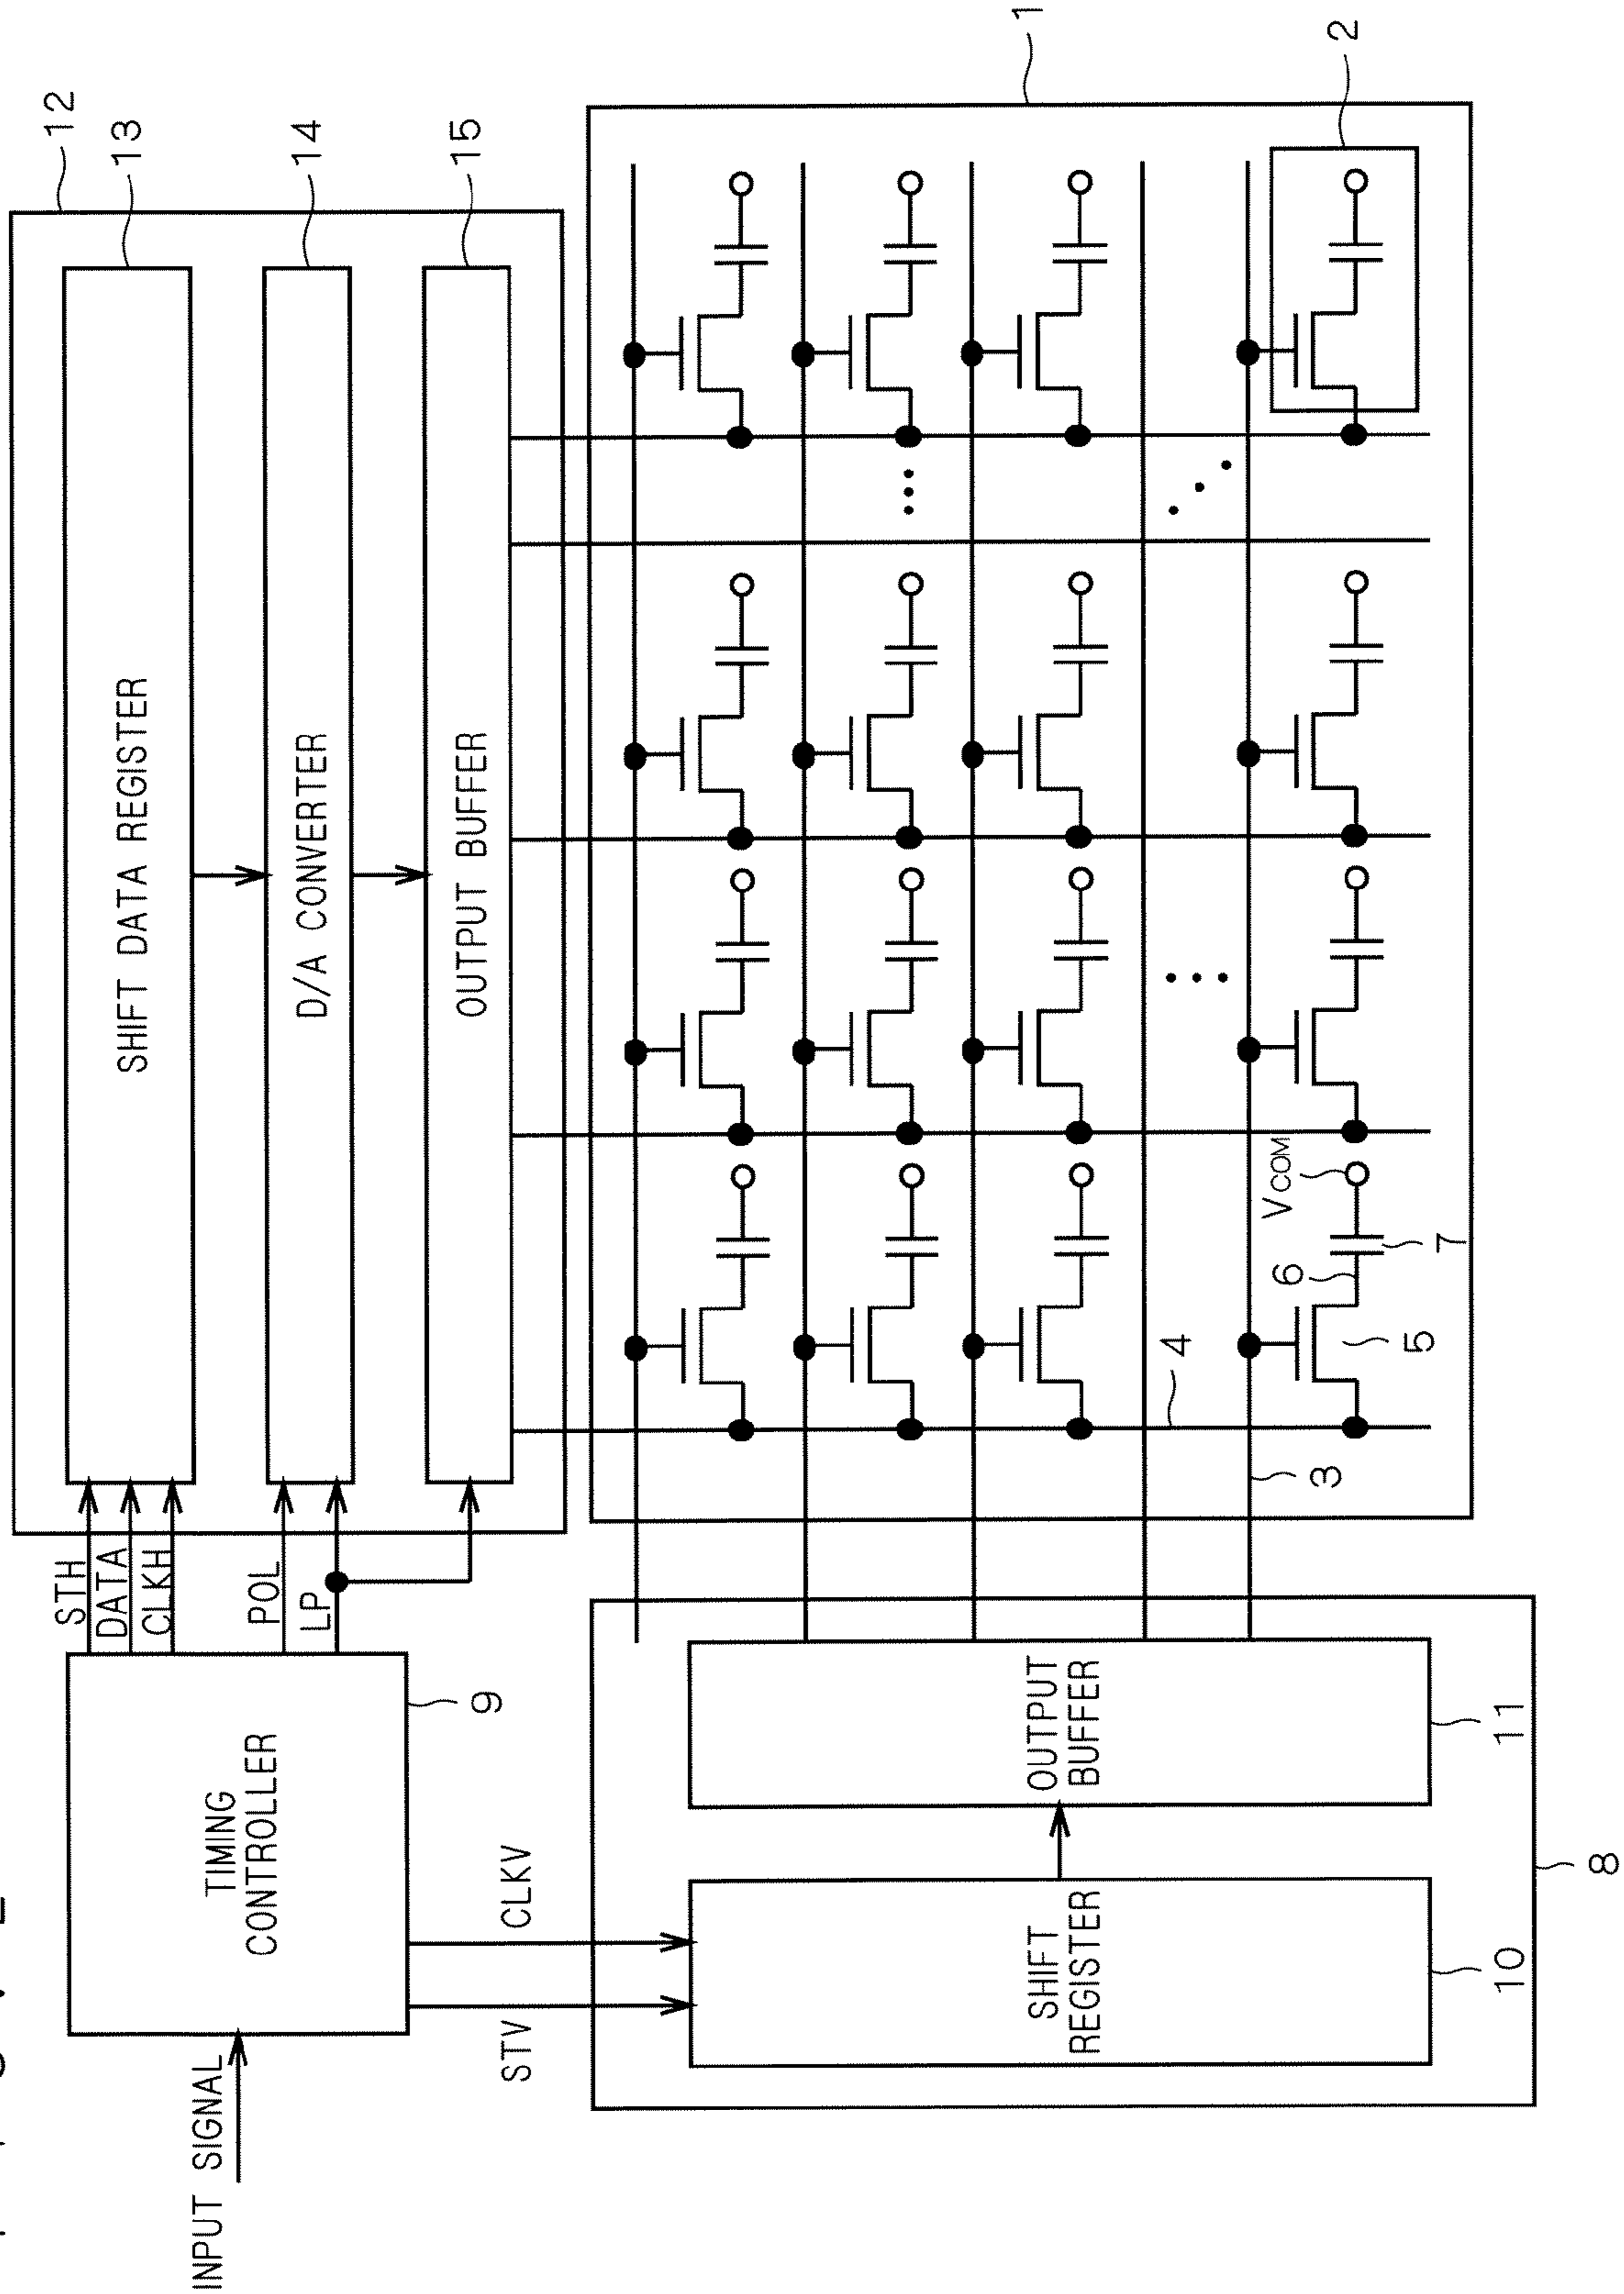 12
13
14
15
1
2
SHIFT DATA REGISTER
D/A CONVERTER
OUTPUT BUFFER
STH
DATA
CLKH
POL
LP
TIMING
CONTROLLER
9
INPUT SIGNAL
STV
CLKV
SHIFT
REGISTER
10
OUTPUT
BUFFER
11
8
3
4
5
6
7
VCOM